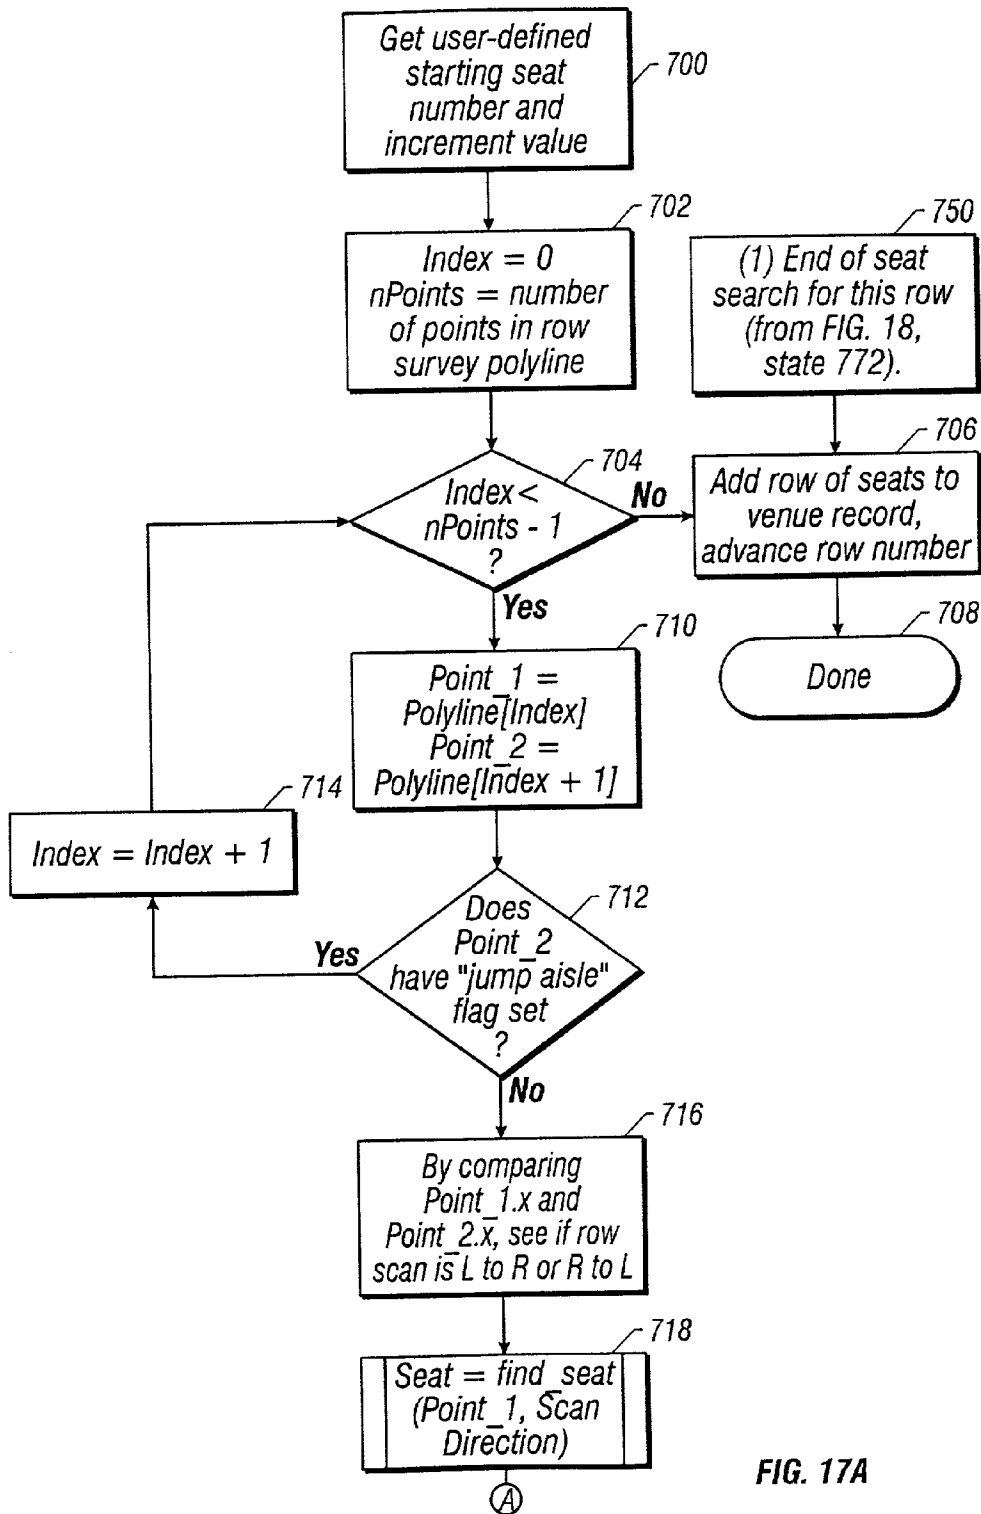 Get user-defined
starting seat
number and
increment value
700
702
Index = 0
nPoints = number
of points in row
survey polyline
750
(1) End of seat
search for this row
(from FIG. 18,
state 772).
704
Index <
nPoints - 1
?
No
Yes
706
Add row of seats to
venue record,
advance row number
708
Done
710
Point_1 =
Polyline[Index]
Point_2 =
Polyline[Index + 1]
714
Index = Index + 1
712
Does
Point_2
have "jump aisle"
flag set
?
Yes
No
716
By comparing
Point_1.x and
Point_2.x, see if row
scan is L to R or R to L
718
Seat = find_seat
(Point_1, Scan
Direction)
A
FIG. 17A